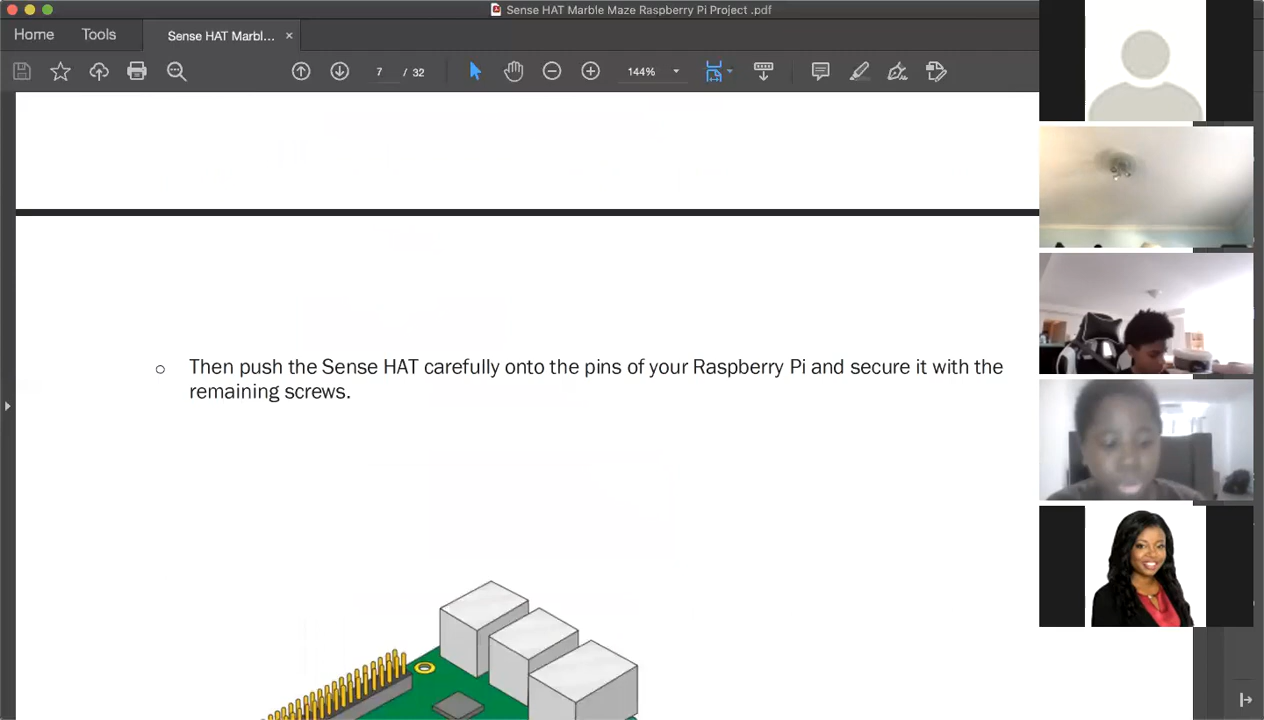 Sense HAT Marble Maze Raspberry Pi Project .pdf
Home
Tools
Sense HAT Marbl...
7 / 32
144%
Then push the Sense HAT carefully onto the pins of your Raspberry Pi and secure it with the
remaining screws.